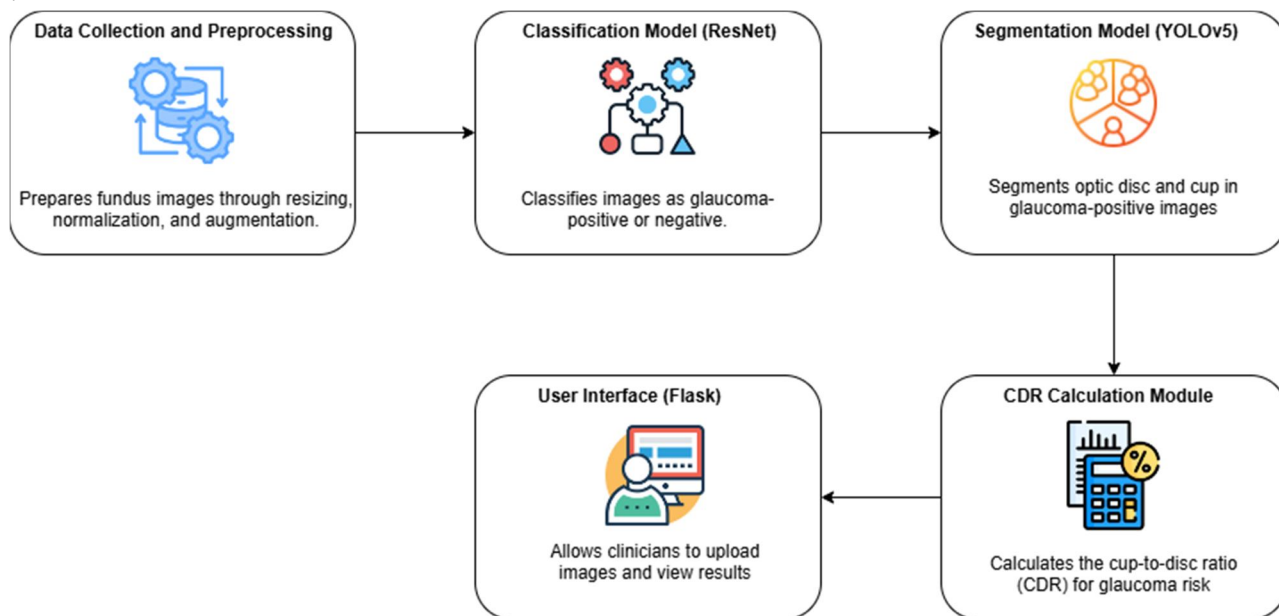 Data Collection and Preprocessing
Prepares fundus images through resizing,
normalization, and augmentation.
Classification Model (ResNet)
Classifies images as glaucoma-
positive or negative.
Segmentation Model (YOLOv5)
Segments optic disc and cup in
glaucoma-positive images
CDR Calculation Module
%
Calculates the cup-to-disc ratio
(CDR) for glaucoma risk
User Interface (Flask)
Allows clinicians to upload
images and view results